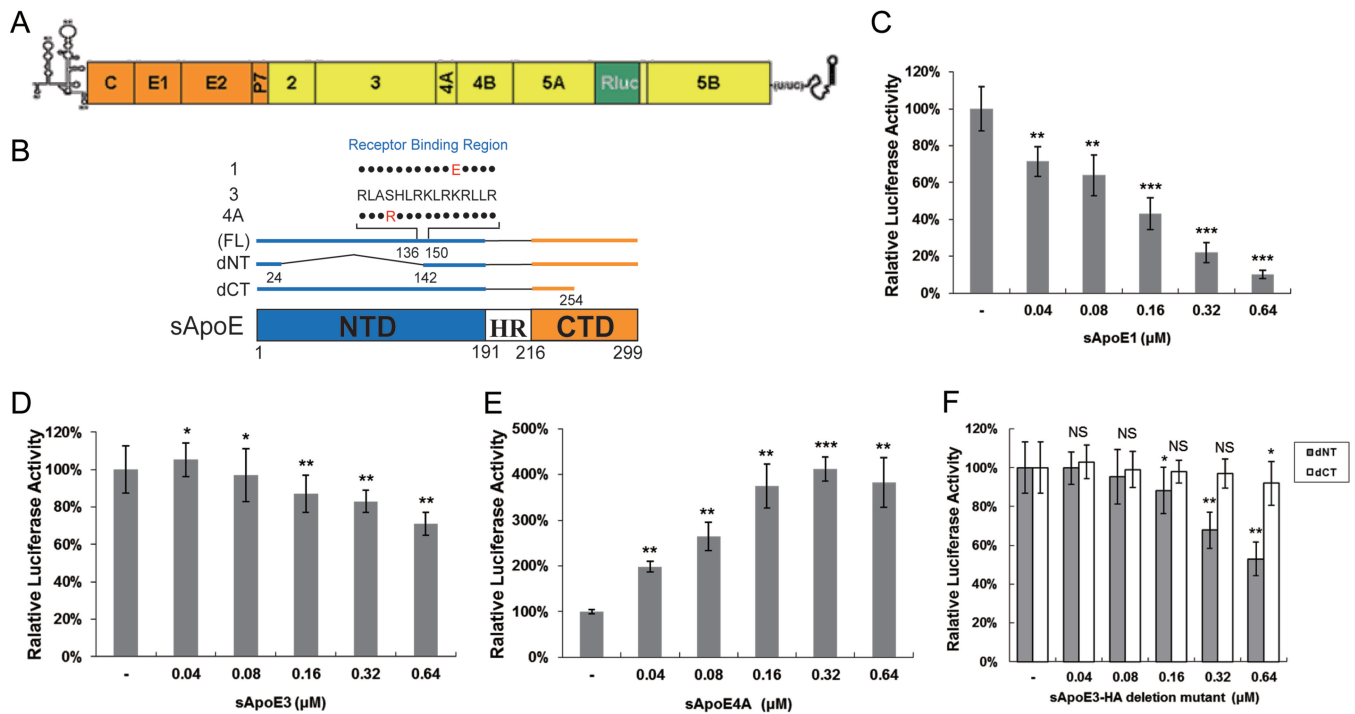 A
C E1 E2 P7 2 3 4A 4B 5A Rluc 5B (U/UC)
B
Receptor Binding Region
1 ●●●●●●●●●●●E●●●●
3 RLASHLRKLRKRLLR
4A ●●●R●●●●●●●●●●●
(FL)
136 150
dNT
24 142
dCT
254
sApoE NTD HR CTD
1 191 216 299
C
Ralative Luciferase Activity
120%
100%
80%
60%
40%
20%
0%
** ** *** *** ***
- 0.04 0.08 0.16 0.32 0.64
sApoE1 (μM)
D
Ralative Luciferase Activity
120%
100%
80%
60%
40%
20%
0%
* * ** ** **
- 0.04 0.08 0.16 0.32 0.64
sApoE3 (μM)
E
Ralative Luciferase Activity
500%
400%
300%
200%
100%
0%
** ** ** *** **
- 0.04 0.08 0.16 0.32 0.64
sApoE4A (μM)
F
Ralative Luciferase Activity
120%
100%
80%
60%
40%
20%
0%
NS NS NS NS *
* ** **
dNT
dCT
- 0.04 0.08 0.16 0.32 0.64
sApoE3-HA deletion mutant (μM)